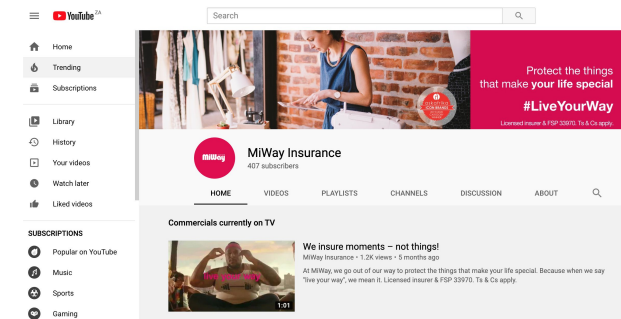 YouTube ZA
Search
Home
Trending
Subscriptions
Library
History
Your videos
Watch later
Liked videos
SUBSCRIPTIONS
Popular on YouTube
Music
Sports
Gaming
Protect the things
that make your life special
#LiveYourWay
Licensed insurer & FSP 33970. Ts & Cs apply.
MiWay
MiWay Insurance
407 subscribers
HOME VIDEOS PLAYLISTS CHANNELS DISCUSSION ABOUT
Commercials currently on TV
1:01
We insure moments – not things!
MiWay Insurance • 1.2K views • 5 months ago
At MiWay, we go out of our way to protect the things that make your life special. Because when we say
"live your way", we mean it. Licensed insurer & FSP 33970. Ts & Cs apply.